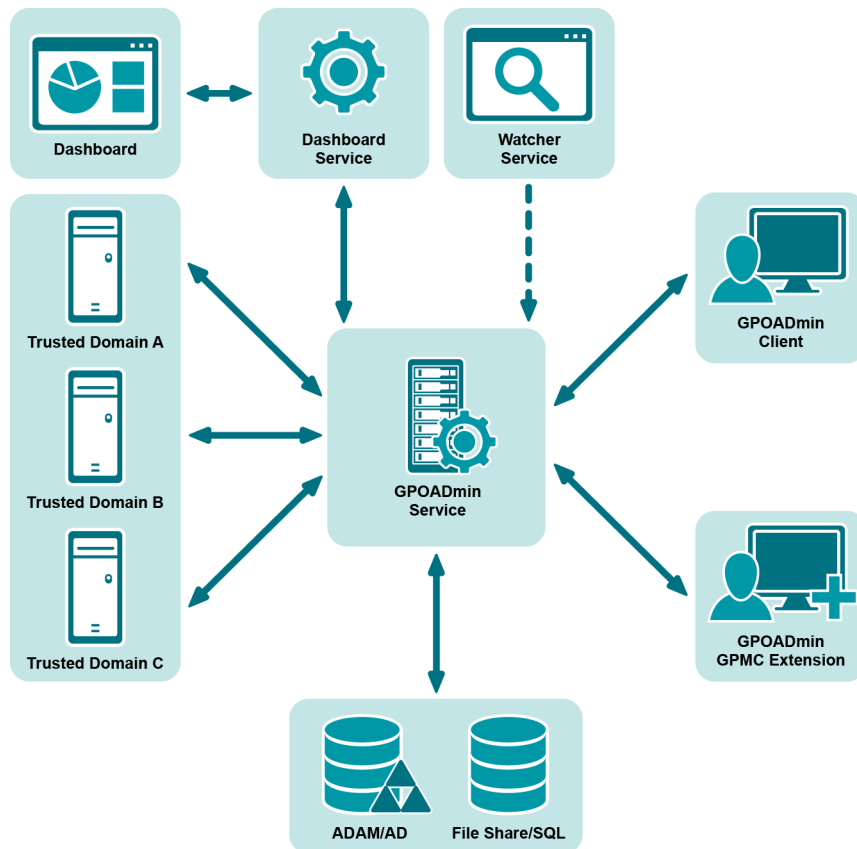 Dashboard
Dashboard
Service
Watcher
Service
Trusted Domain A
GPOADmin
Client
Trusted Domain B
GPOADmin
Service
Trusted Domain C
GPOADmin
GPMC Extension
ADAM/AD
File Share/SQL